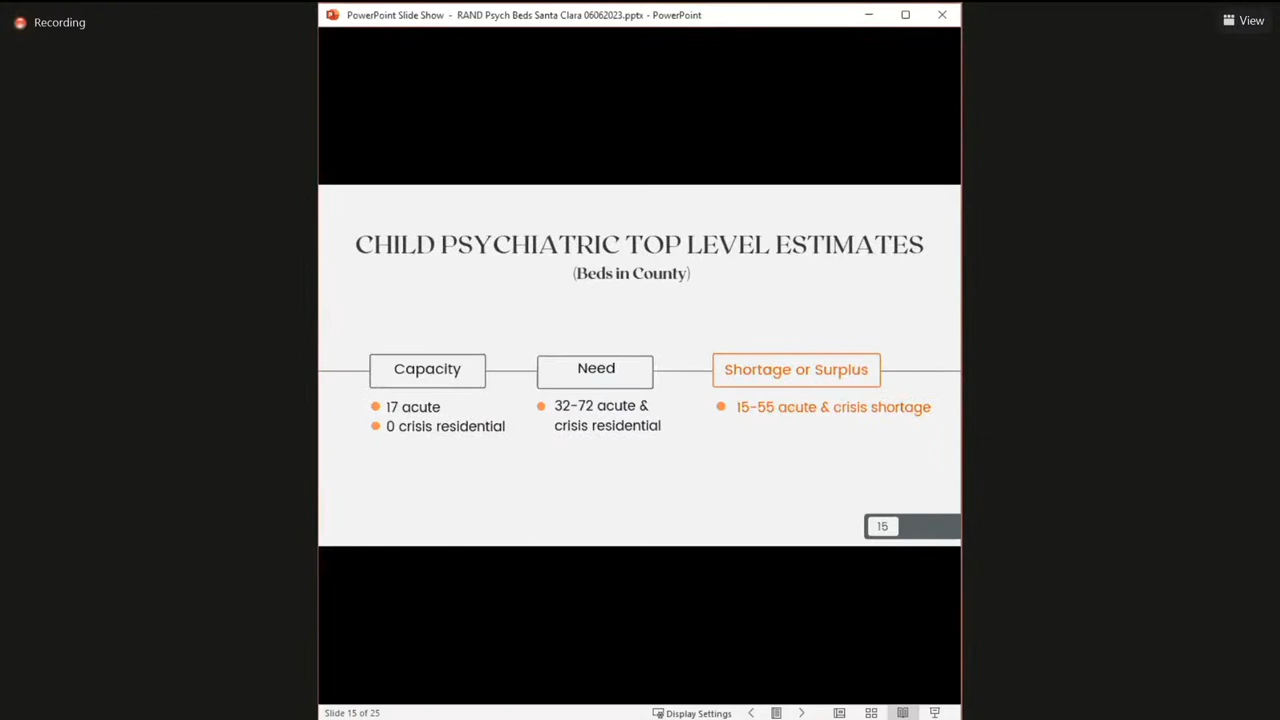 Recording
PowerPoint Slide Show - RAND Psych Beds Santa Clara 06062023.pptx - PowerPoint
View
CHILD PSYCHIATRIC TOP LEVEL ESTIMATES
(Beds in County)
Capacity
17 acute
0 crisis residential
Need
32-72 acute &
crisis residential
Shortage or Surplus
15-55 acute & crisis shortage
15
Slide 15 of 25
Display Settings